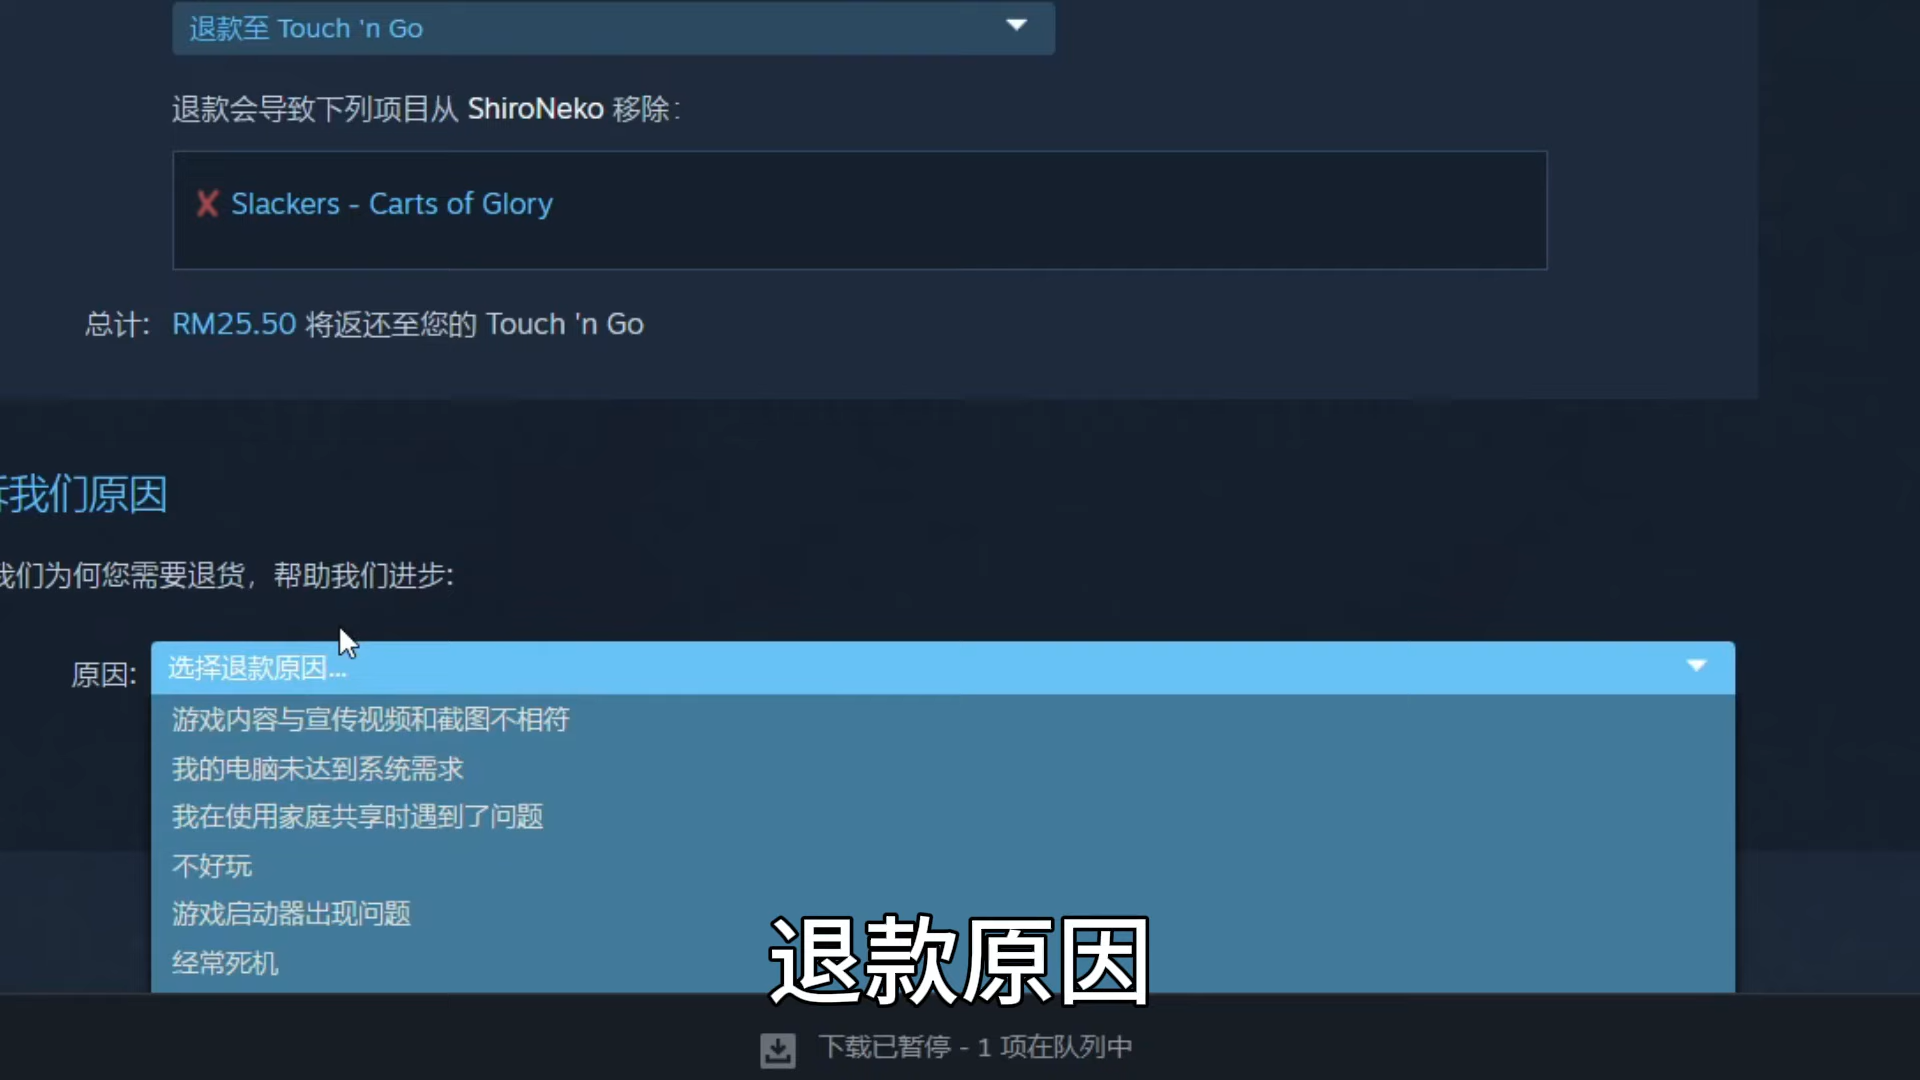 退款至 Touch 'n Go
退款会导致下列项目从 ShiroNeko 移除:
Slackers - Carts of Glory
总计: RM25.50 将返还至您的 Touch 'n Go
诉我们原因
我们为何您需要退货，帮助我们进步:
原因: 选择退款原因...
游戏内容与宣传视频和截图不相符
我的电脑未达到系统需求
我在使用家庭共享时遇到了问题
不好玩
游戏启动器出现问题
经常死机
退款原因
下载已暂停 - 1 项在队列中